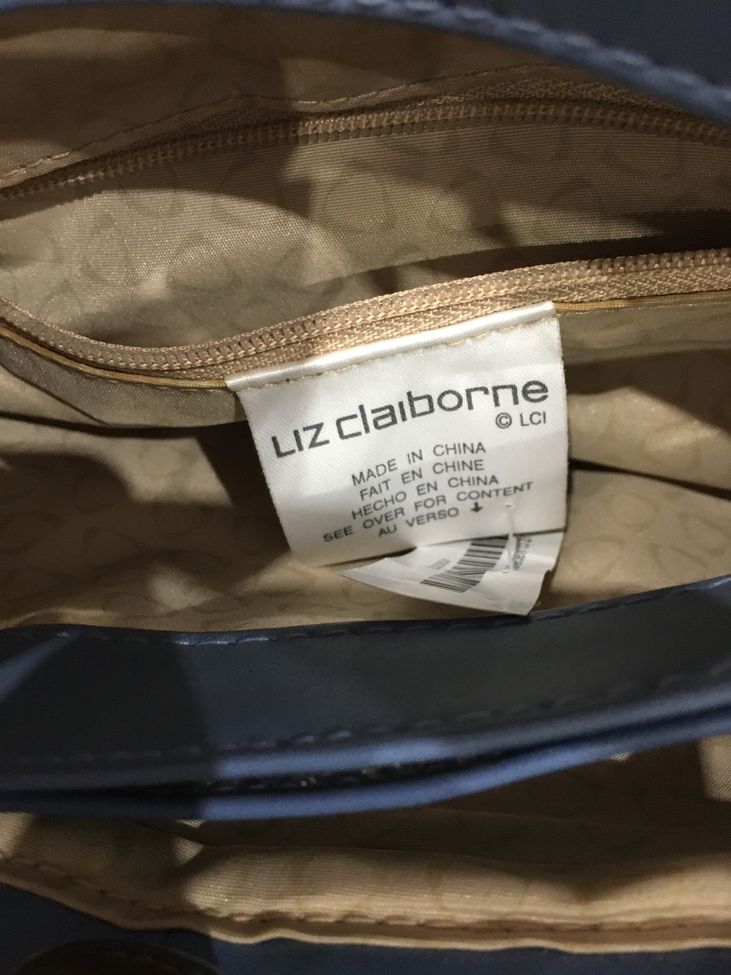 LIZ claiborne
© LCI
MADE IN CHINA
FAIT EN CHINE
HECHO EN CHINA
SEE OVER FOR CONTENT
AU VERSO ↓